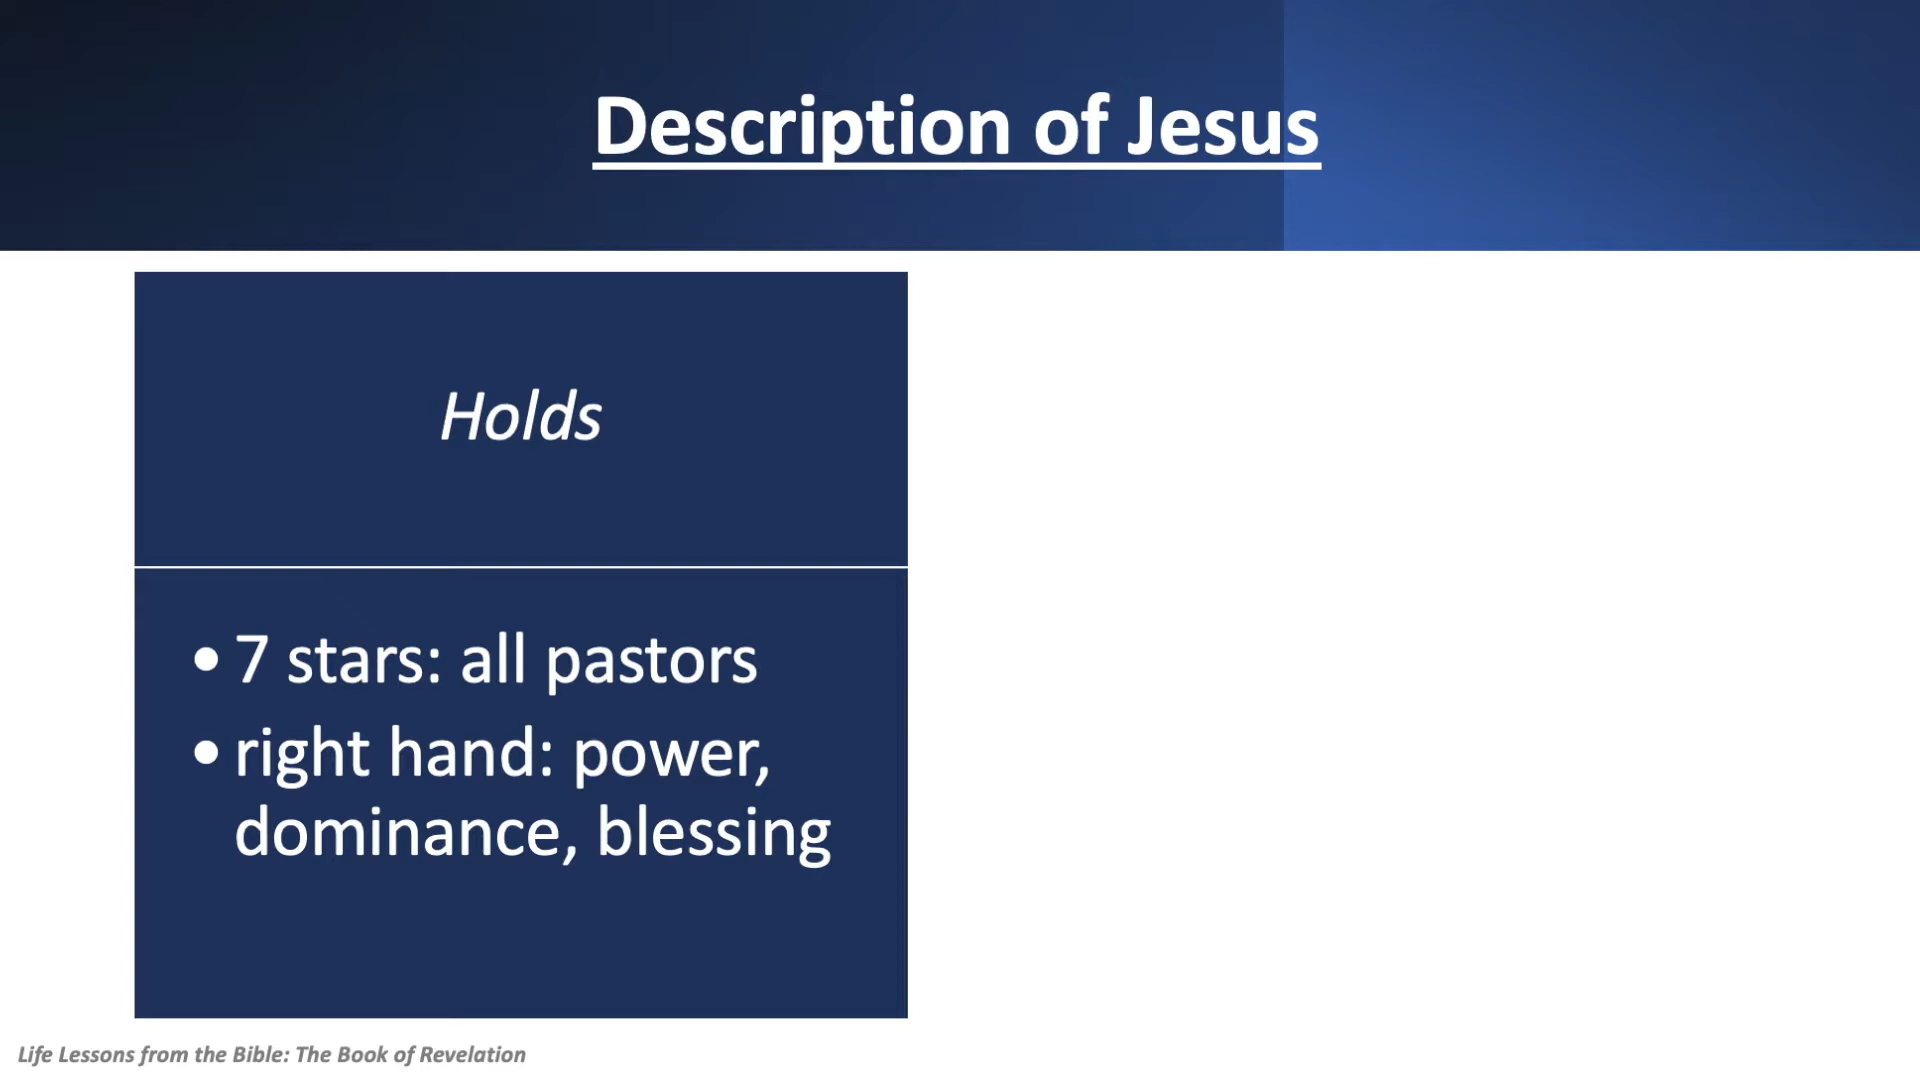 Description of Jesus
Holds
• 7 stars: all pastors
• right hand: power,
dominance, blessing
Life Lessons from the Bible: The Book of Revelation